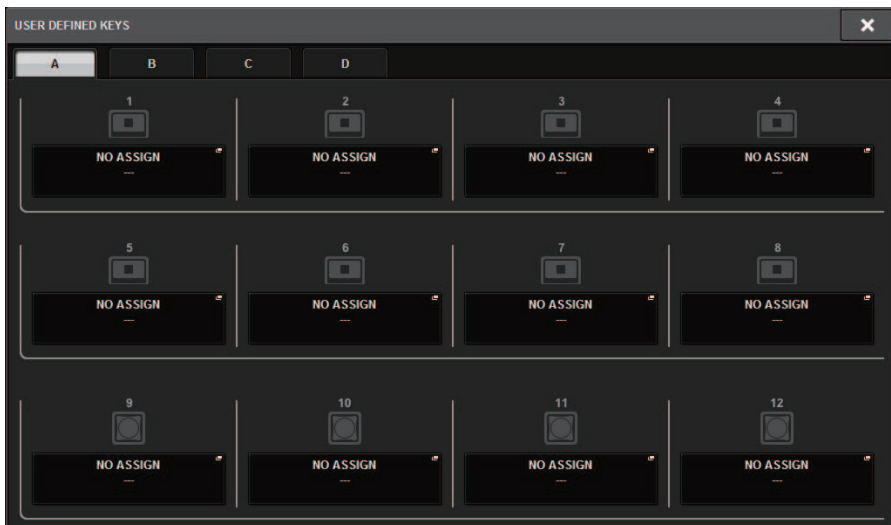 USER DEFINED KEYS
A B C D
1 2 3 4
NO ASSIGN NO ASSIGN NO ASSIGN NO ASSIGN
--- --- --- ---
5 6 7 8
NO ASSIGN NO ASSIGN NO ASSIGN NO ASSIGN
--- --- --- ---
9 10 11 12
NO ASSIGN NO ASSIGN NO ASSIGN NO ASSIGN
--- --- --- ---